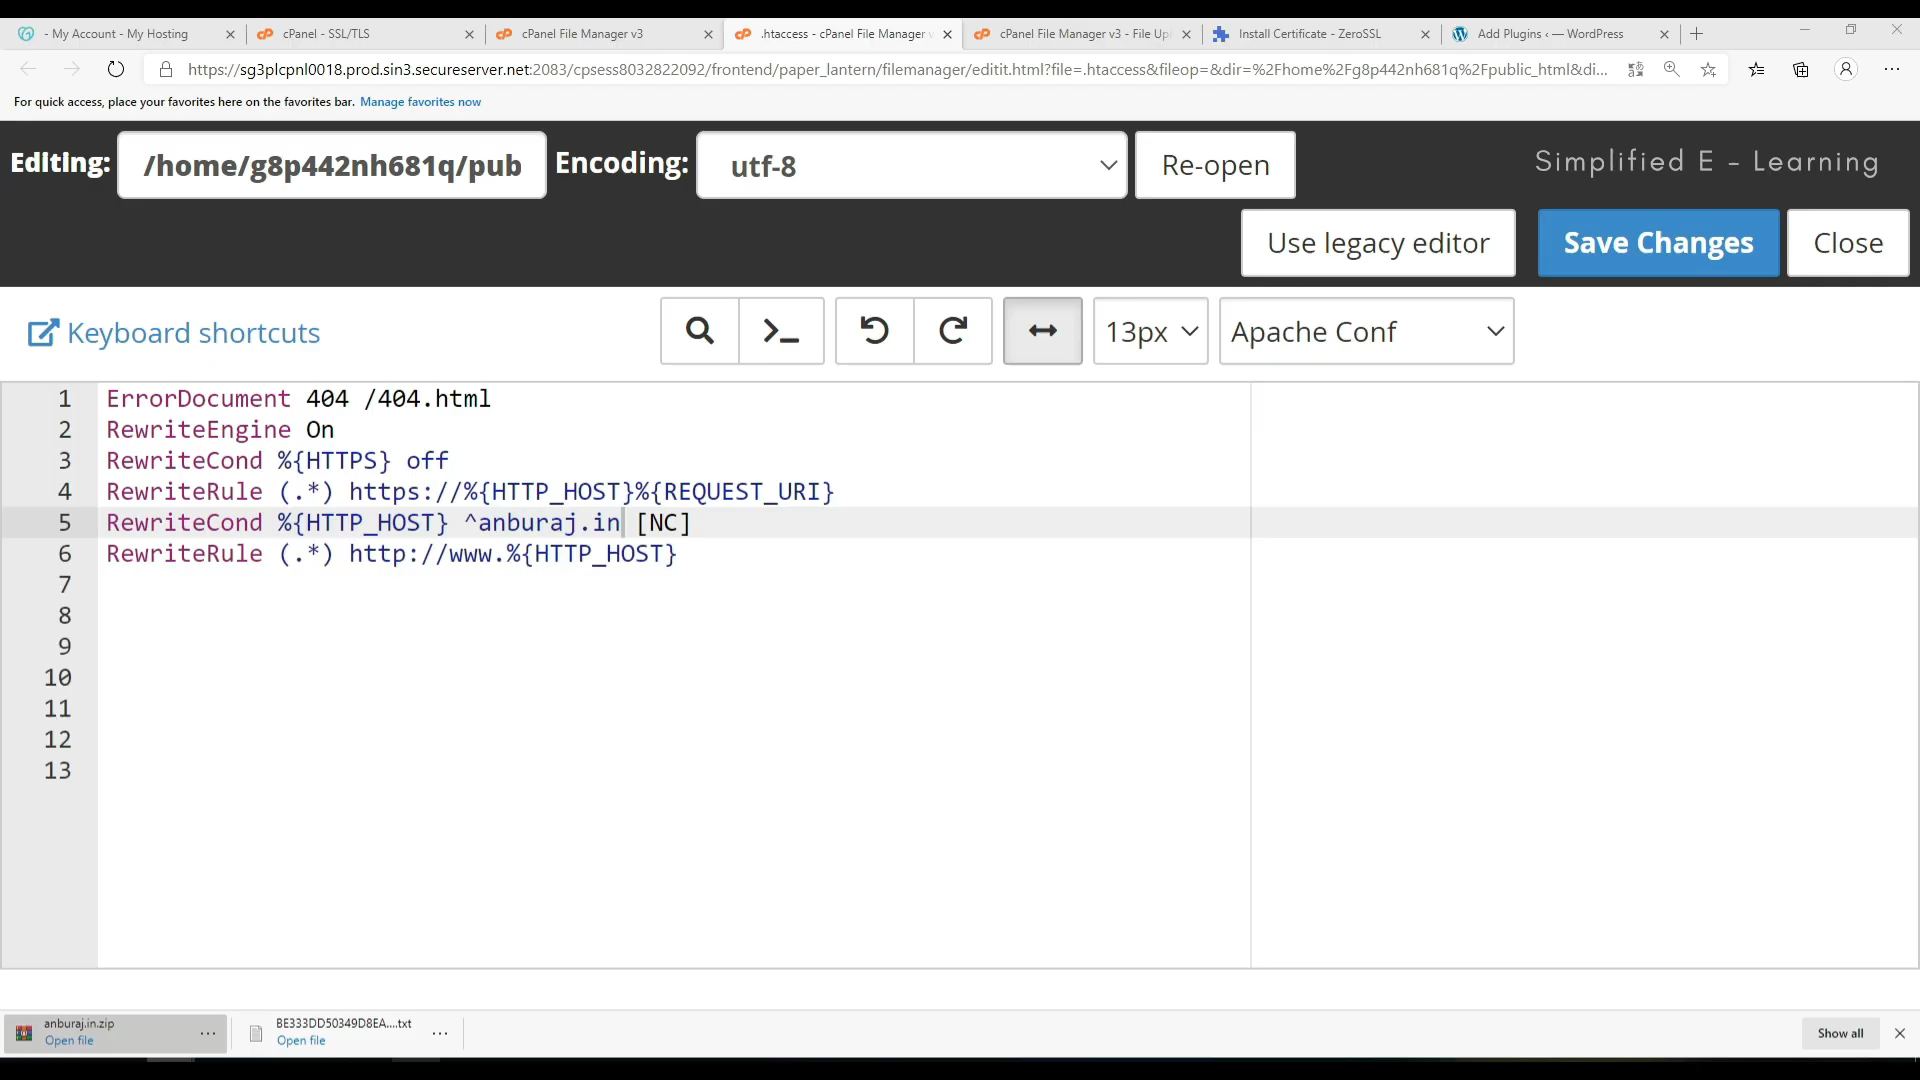 - My Account - My Hosting
cPanel - SSL/TLS
cPanel File Manager v3
.htaccess - cPanel File Manager v
cPanel File Manager v3 - File Up
Install Certificate - ZeroSSL
Add Plugins ‹ — WordPress
https://sg3plcpnl0018.prod.sin3.secureserver.net:2083/cpsess8032822092/frontend/paper_lantern/filemanager/editit.html?file=.htaccess&fileop=&dir=%2Fhome%2Fg8p442nh681q%2Fpublic_html&di...
For quick access, place your favorites here on the favorites bar. Manage favorites now
Editing: /home/g8p442nh681q/pub Encoding: utf-8 Re-open
Simplified E - Learning
Use legacy editor Save Changes Close
Keyboard shortcuts
13px
Apache Conf
1 ErrorDocument 404 /404.html
2 RewriteEngine On
3 RewriteCond %{HTTPS} off
4 RewriteRule (.*) https://%{HTTP_HOST}%{REQUEST_URI}
5 RewriteCond %{HTTP_HOST} ^anburaj.in [NC]
6 RewriteRule (.*) http://www.%{HTTP_HOST}
7
8
9
10
11
12
13
anburaj.in.zip
Open file
BE333DD50349D8EA....txt
Open file
Show all